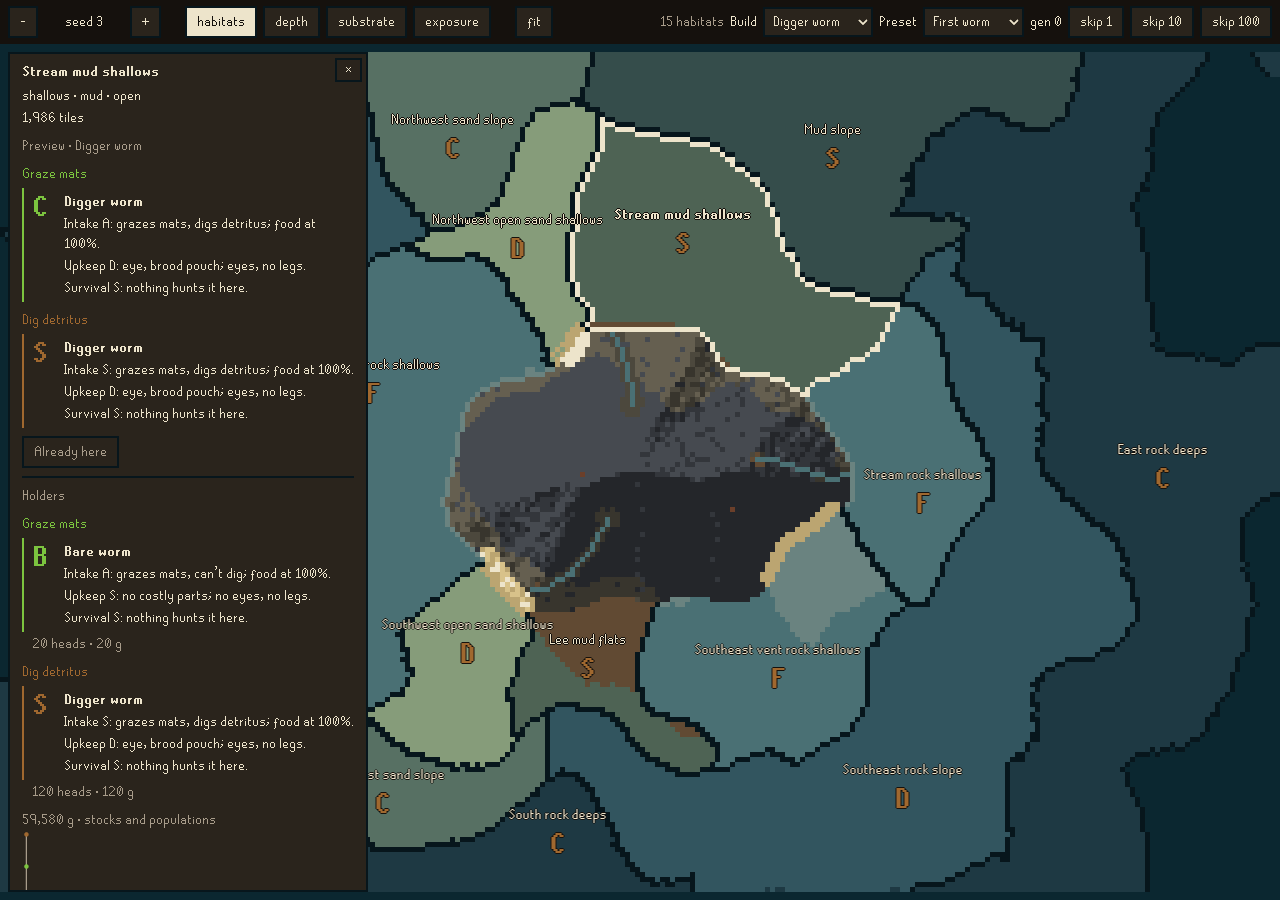 - seed 3 + habitats depth substrate exposure fit 15 habitats Build Digger worm Preset First worm gen 0 skip 1 skip 10 skip 100
Stream mud shallows ×
shallows · mud · open
1,986 tiles
Preview · Digger worm
Graze mats
C Digger worm
Intake A: grazes mats, digs detritus; food at
100%.
Upkeep D: eye, brood pouch; eyes, no legs.
Survival S: nothing hunts it here.
Dig detritus
S Digger worm
Intake S: grazes mats, digs detritus; food at 100%.
Upkeep D: eye, brood pouch; eyes, no legs.
Survival S: nothing hunts it here.
Already here
Holders
Graze mats
B Bare worm
Intake A: grazes mats, can't dig; food at 100%.
Upkeep S: no costly parts; no eyes, no legs.
Survival S: nothing hunts it here.
20 heads · 20 g
Dig detritus
S Digger worm
Intake S: grazes mats, digs detritus; food at 100%.
Upkeep D: eye, brood pouch; eyes, no legs.
Survival S: nothing hunts it here.
120 heads · 120 g
59,580 g · stocks and populations
Northwest sand slope
C
Mud slope
S
Northwest open sand shallows
D
Stream mud shallows
S
rock shallows
F
East rock deeps
C
Stream rock shallows
F
Southwest open sand shallows
D
Lee mud flats
S
Southeast vent rock shallows
F
st sand slope
C
Southeast rock slope
D
South rock deeps
C